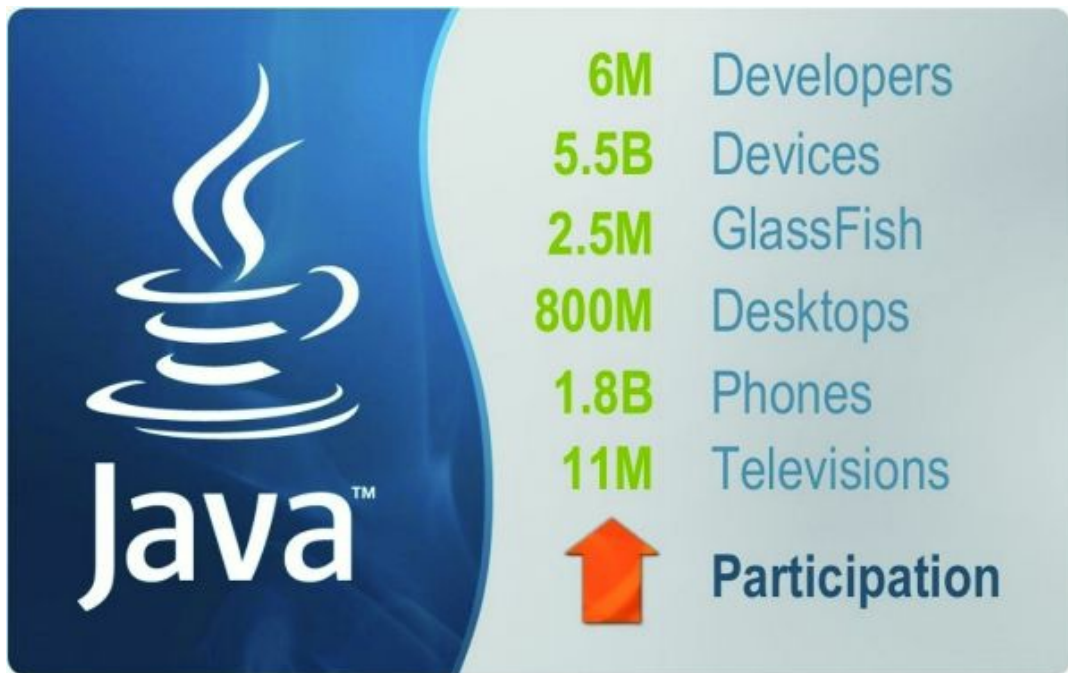 6M Developers
5.5B Devices
2.5M GlassFish
800M Desktops
1.8B Phones
11M Televisions
Participation
Java™